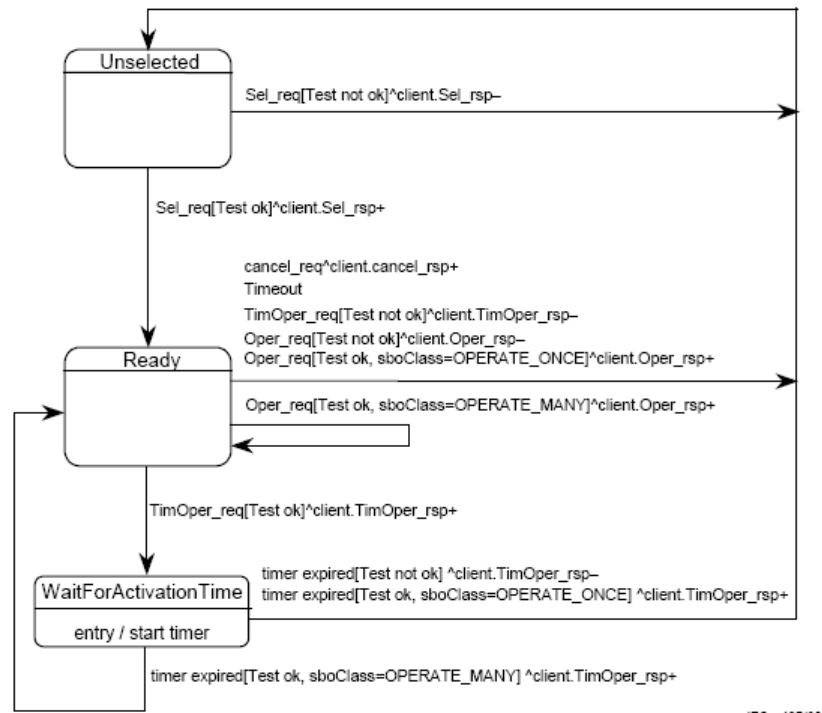 Unselected
Sel_req[Test not ok]^client.Sel_rsp–
Sel_req[Test ok]^client.Sel_rsp+
cancel_req^client.cancel_rsp+
Timeout
TimOper_req[Test not ok]^client.TimOper_rsp–
Oper_req[Test not ok]^client.Oper_rsp–
Oper_req[Test ok, sboClass=OPERATE_ONCE]^client.Oper_rsp+
Ready
Oper_req[Test ok, sboClass=OPERATE_MANY]^client.Oper_rsp+
TimOper_req[Test ok]^client.TimOper_rsp+
timer expired[Test not ok] ^client.TimOper_rsp–
timer expired[Test ok, sboClass=OPERATE_ONCE] ^client.TimOper_rsp+
WaitForActivationTime
entry / start timer
timer expired[Test ok, sboClass=OPERATE_MANY] ^client.TimOper_rsp+